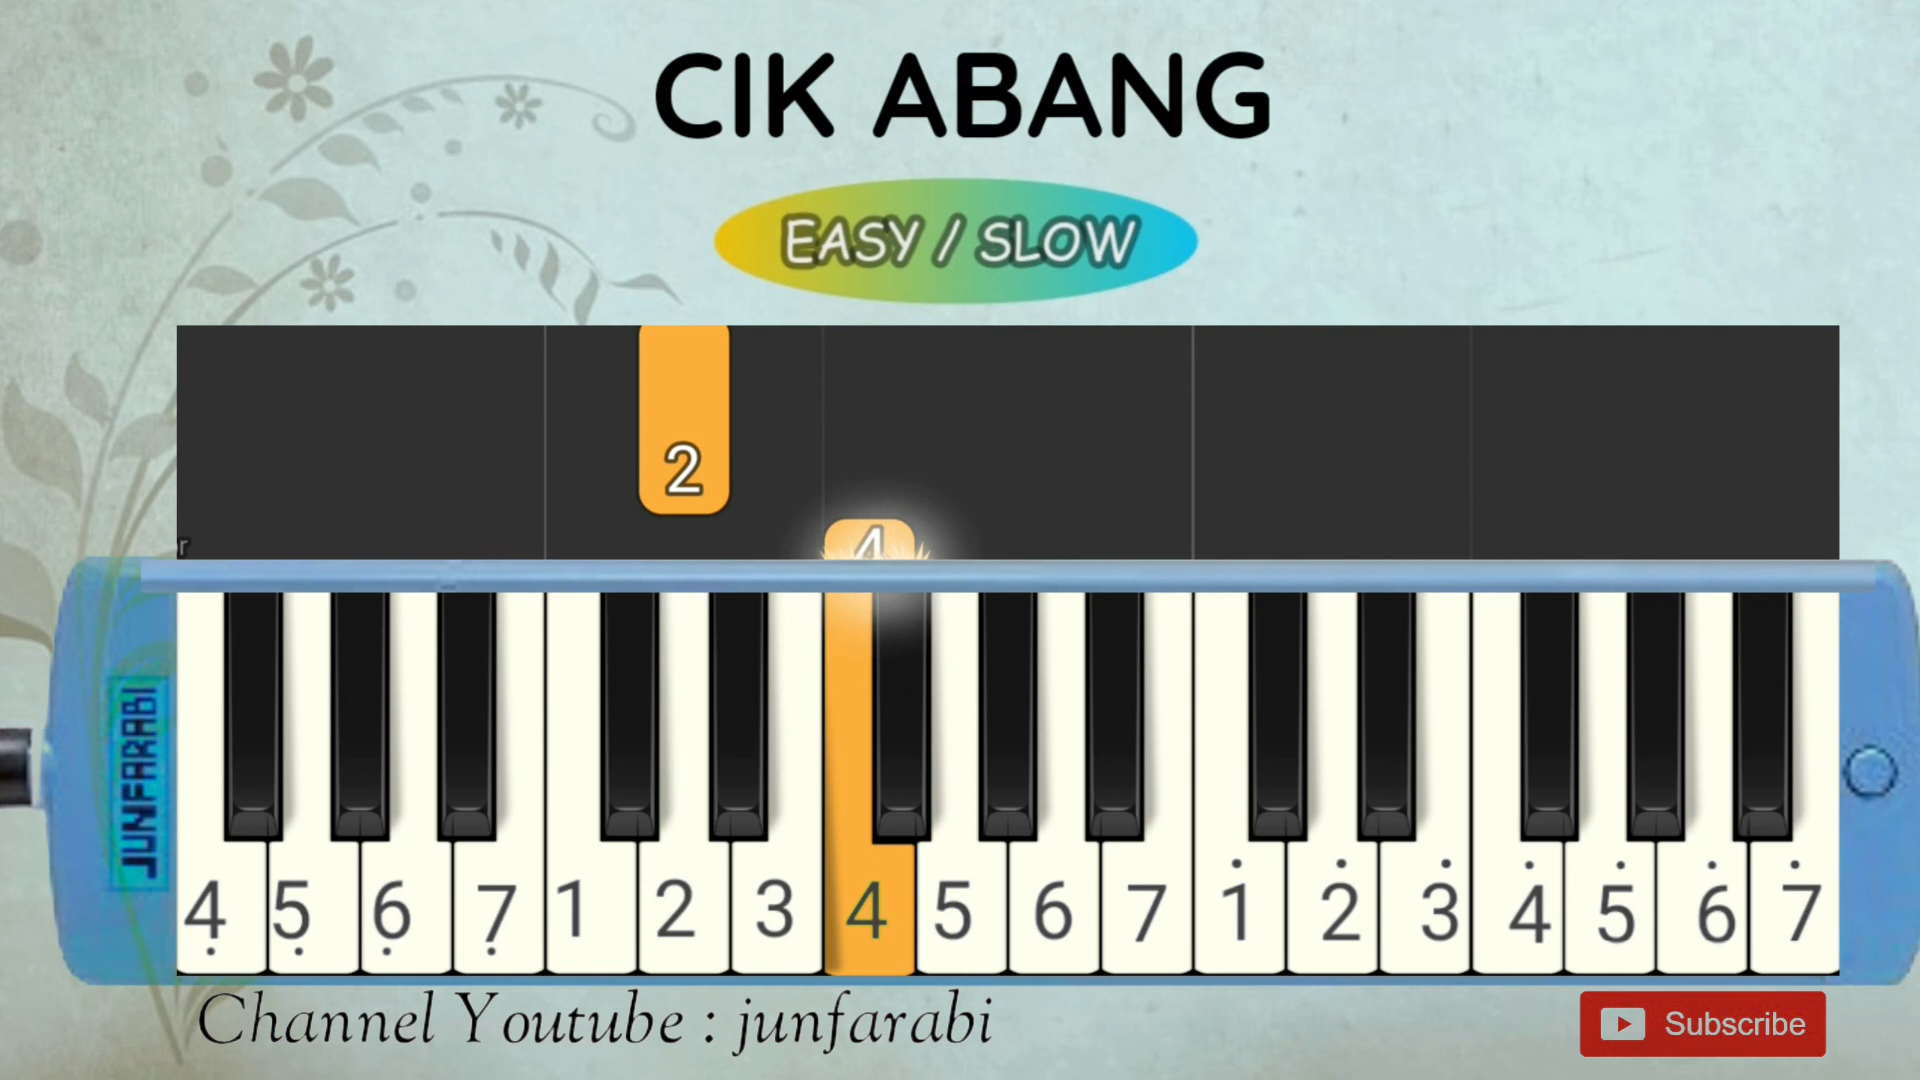 CIK ABANG
EASY / SLOW
2
4
r
JUNFARABI
4̣ 5̣ 6̣ 7̣ 1 2 3 4 5 6 7 1̇ 2̇ 3̇ 4̇ 5̇ 6̇ 7̇
Channel Youtube : junfarabi
Subscribe